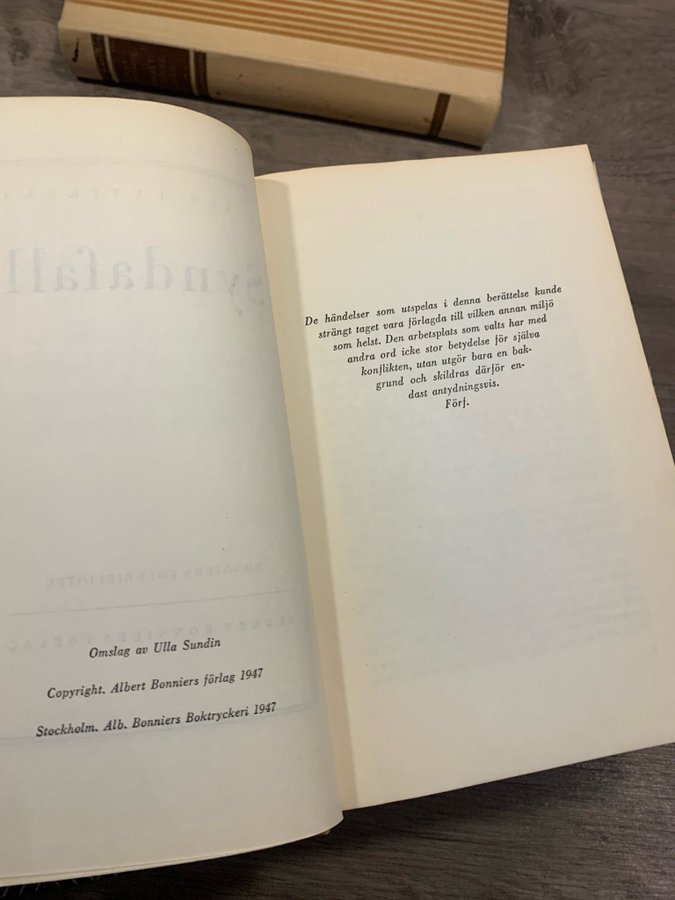 Omslag av Ulla Sundin
Copyright. Albert Bonniers förlag 1947
Stockholm. Alb. Bonniers Boktryckeri 1947
De händelser som utspelas i denna berättelse kunde
strängt taget vara förlagda till vilken annan miljö
som helst. Den arbetsplats som valts har med
andra ord icke stor betydelse för själva
konflikten, utan utgör bara en bak-
grund och skildras därför en-
dast antydningsvis.
Förf.